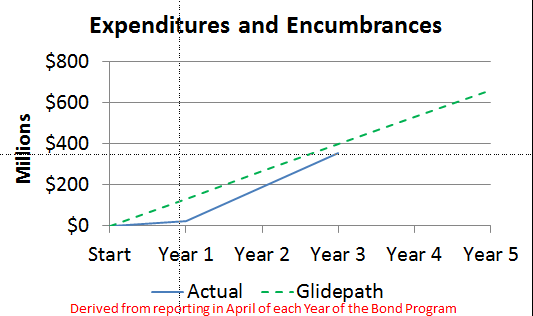 Expenditures and Encumbrances
$800
$600
$400
$200
$0
Millions
Start Year 1 Year 2 Year 3 Year 4 Year 5
Actual Glidepath
Derived from reporting in April of each Year of the Bond Program